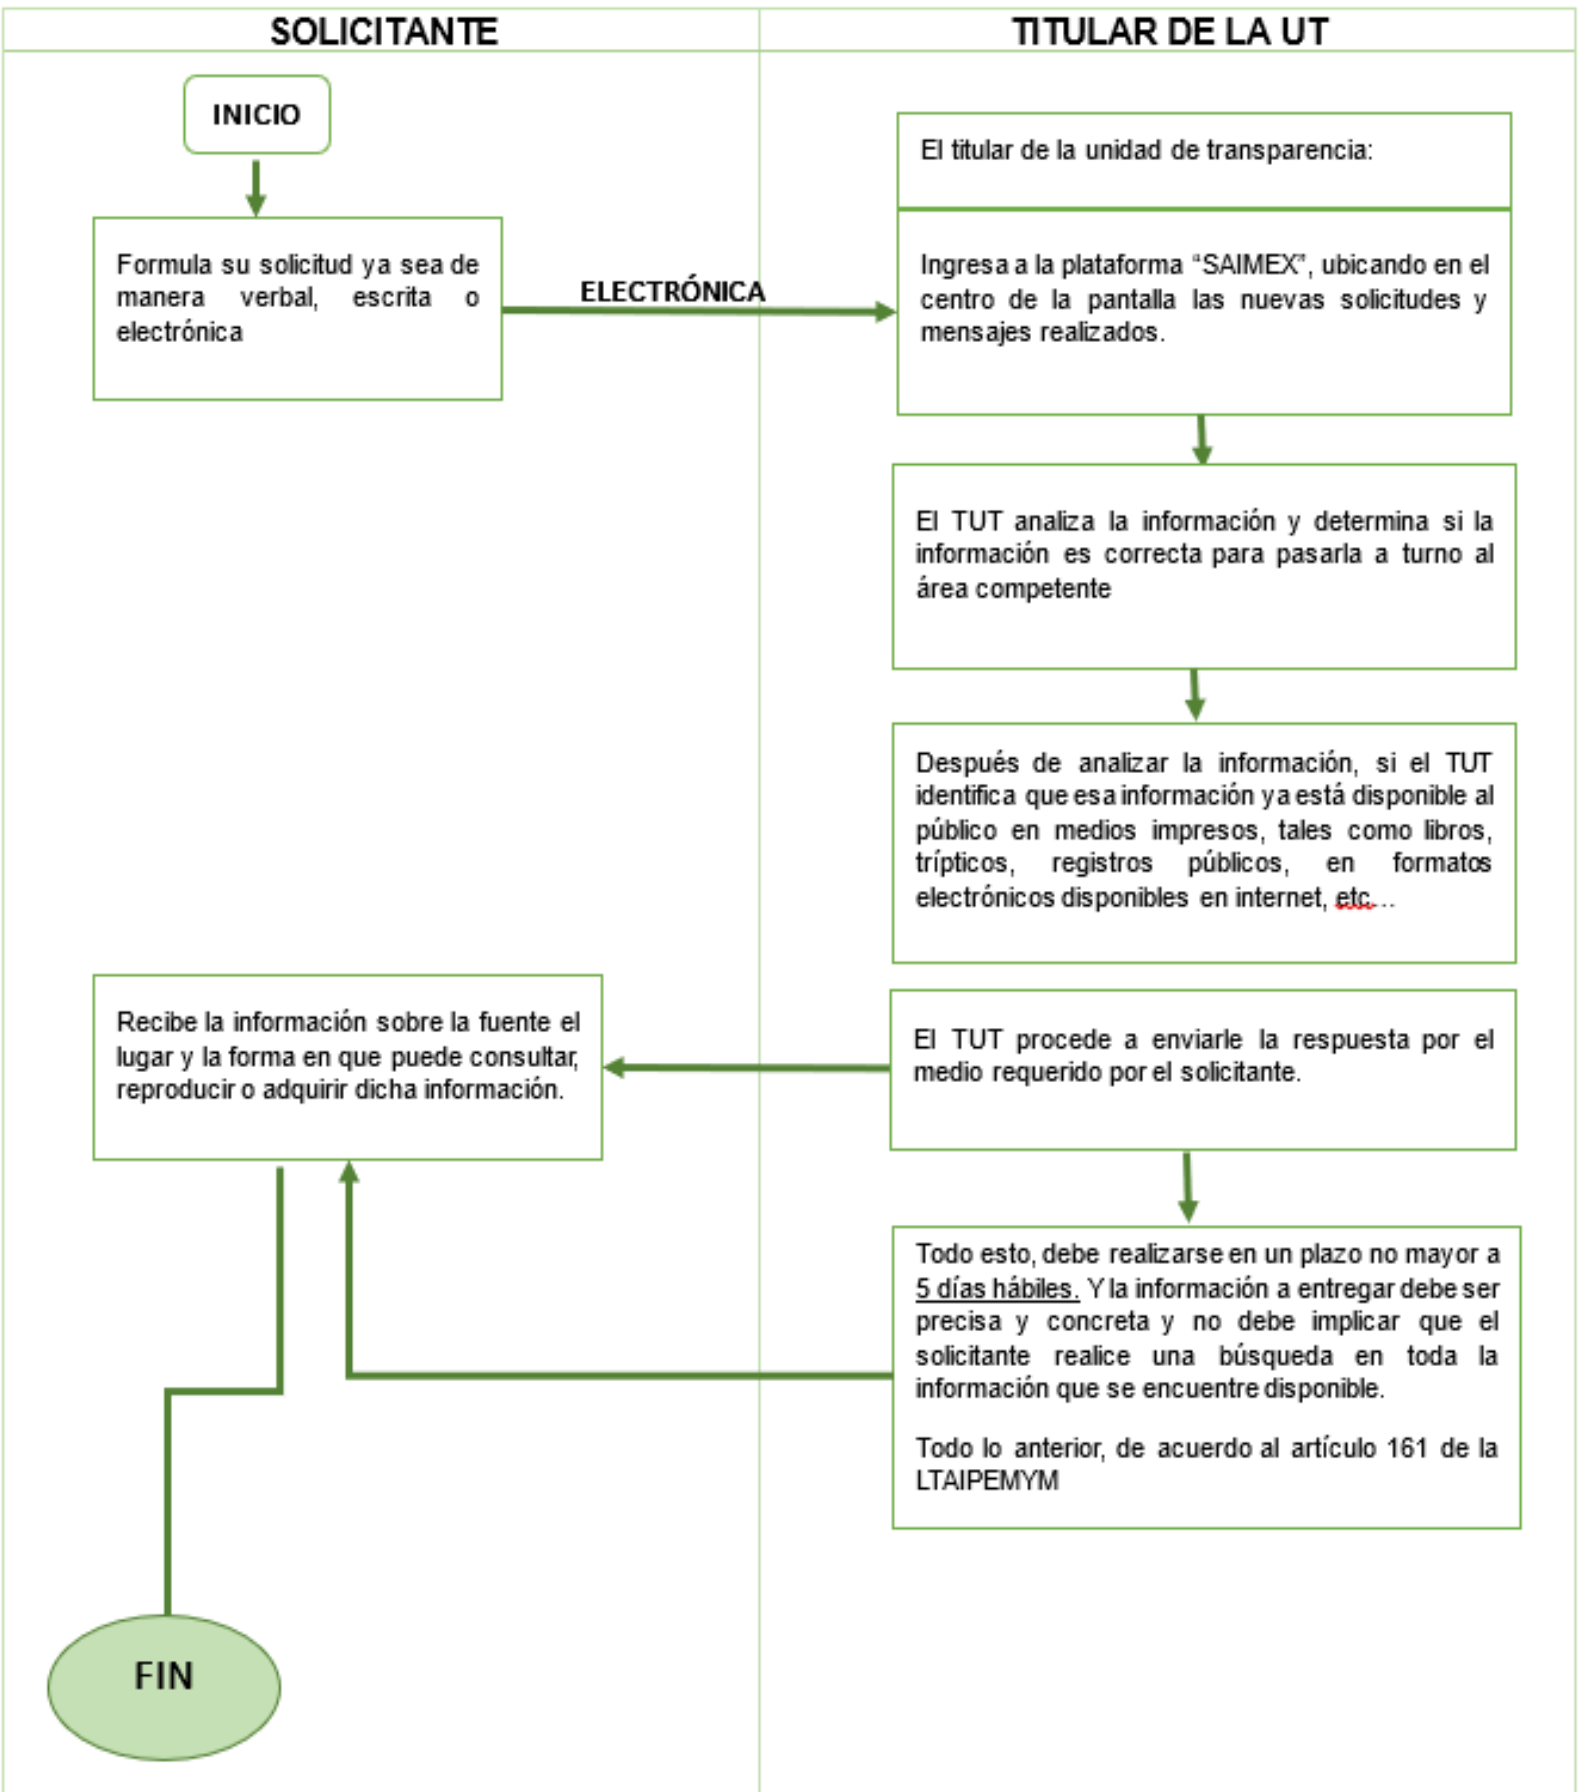 SOLICITANTE
TITULAR DE LA UT
INICIO
Formula su solicitud ya sea de
manera verbal, escrita o
electrónica
ELECTRÓNICA
El titular de la unidad de transparencia:
Ingresa a la plataforma “SAIMEX”, ubicando en el
centro de la pantalla las nuevas solicitudes y
mensajes realizados.
El TUT analiza la información y determina si la
información es correcta para pasarla a turno al
área competente
Después de analizar la información, si el TUT
identifica que esa información ya está disponible al
público en medios impresos, tales como libros,
trípticos, registros públicos, en formatos
electrónicos disponibles en internet, etc…
Recibe la información sobre la fuente el
lugar y la forma en que puede consultar,
reproducir o adquirir dicha información.
El TUT procede a enviarle la respuesta por el
medio requerido por el solicitante.
Todo esto, debe realizarse en un plazo no mayor a
5 días hábiles. Y la información a entregar debe ser
precisa y concreta y no debe implicar que el
solicitante realice una búsqueda en toda la
información que se encuentre disponible.
Todo lo anterior, de acuerdo al artículo 161 de la
LTAIPEMYM
FIN